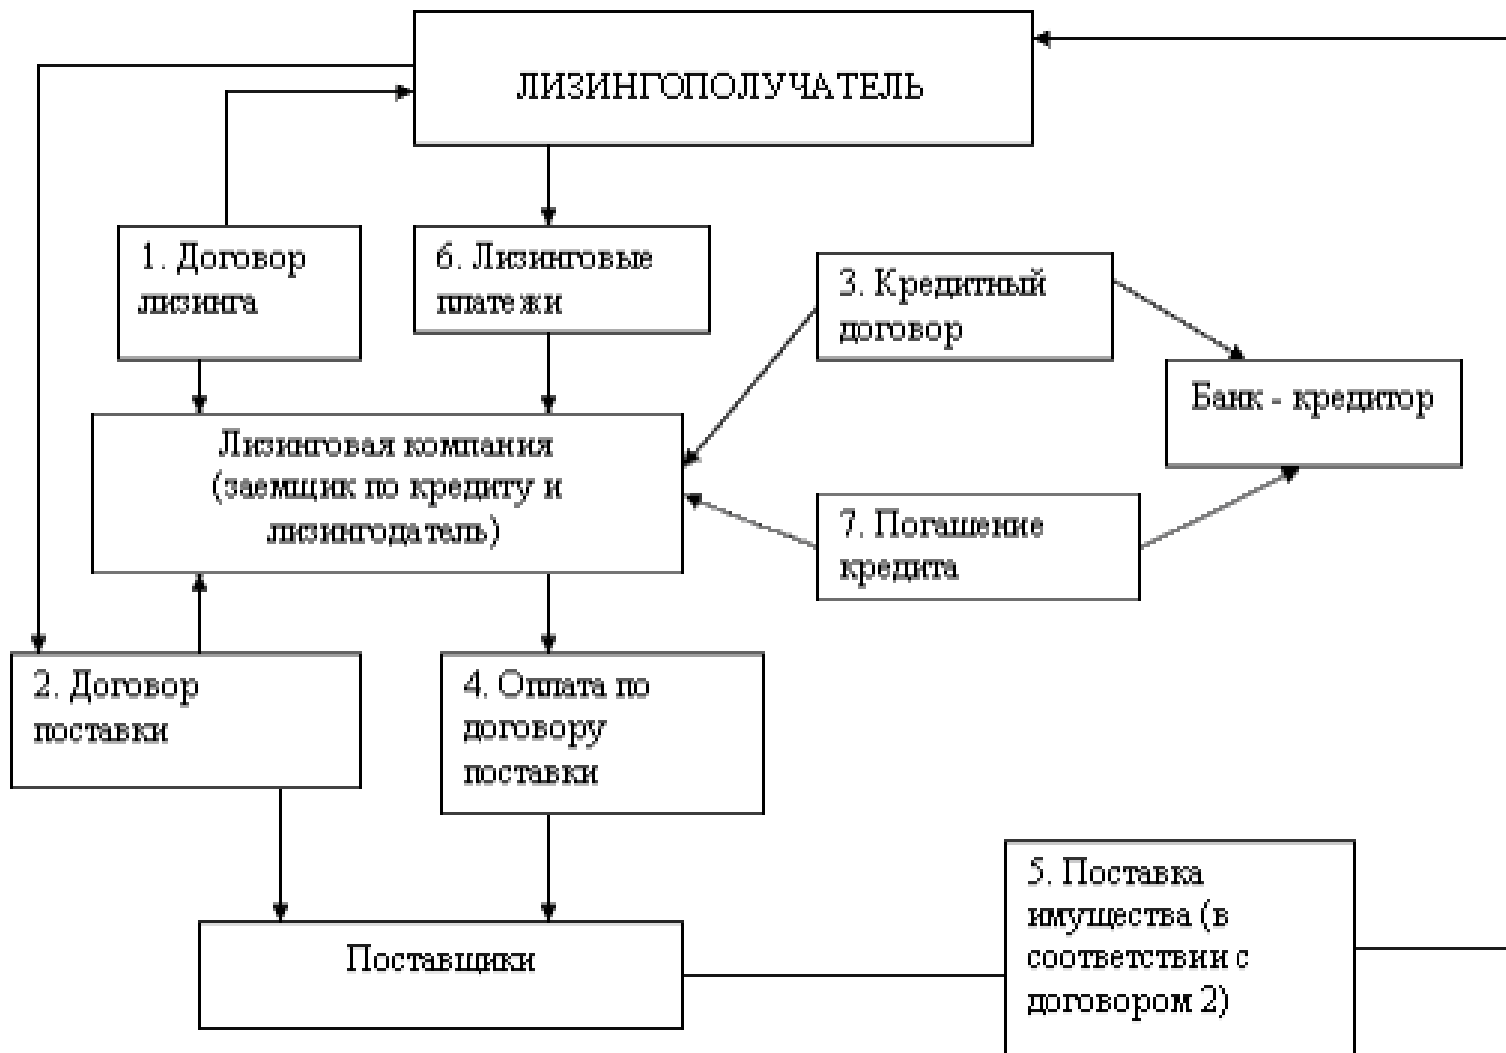 ЛИЗИНГОПОЛУЧАТЕЛЬ
1. Договор
лизинга
6. Лизинговые
платежи
3. Кредитный
договор
Банк - кредитор
Лизинговая компания
(заемщик по кредиту и
лизингодатель)
7. Погашение
кредита
2. Договор
поставки
4. Оплата по
договору
поставки
5. Поставка
имущества (в
соответствии с
договором 2)
Поставщики